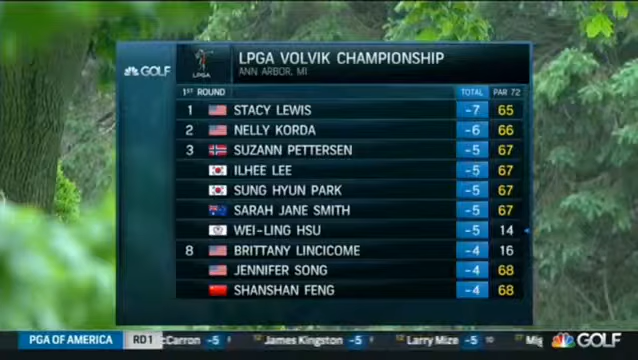 LPGA VOLVIK CHAMPIONSHIP
ANN ARBOR, MI
GOLF
LPGA
1ST ROUND TOTAL PAR 72
1 STACY LEWIS -7 65
2 NELLY KORDA -6 66
3 SUZANN PETTERSEN -5 67
ILHEE LEE -5 67
SUNG HYUN PARK -5 67
SARAH JANE SMITH -5 67
WEI-LING HSU -5 14
8 BRITTANY LINCICOME -4 16
JENNIFER SONG -4 68
SHANSHAN FENG -4 68
PGA OF AMERICA RD1 cCarron -5 12 James Kingston -5 12 Larry Mize -5 GOLF